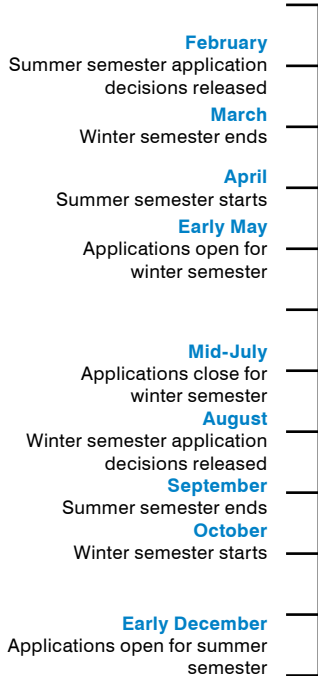 February
Summer semester application
decisions released
March
Winter semester ends
April
Summer semester starts
Early May
Applications open for
winter semester
Mid-July
Applications close for
winter semester
August
Winter semester application
decisions released
September
Summer semester ends
October
Winter semester starts
Early December
Applications open for summer
semester